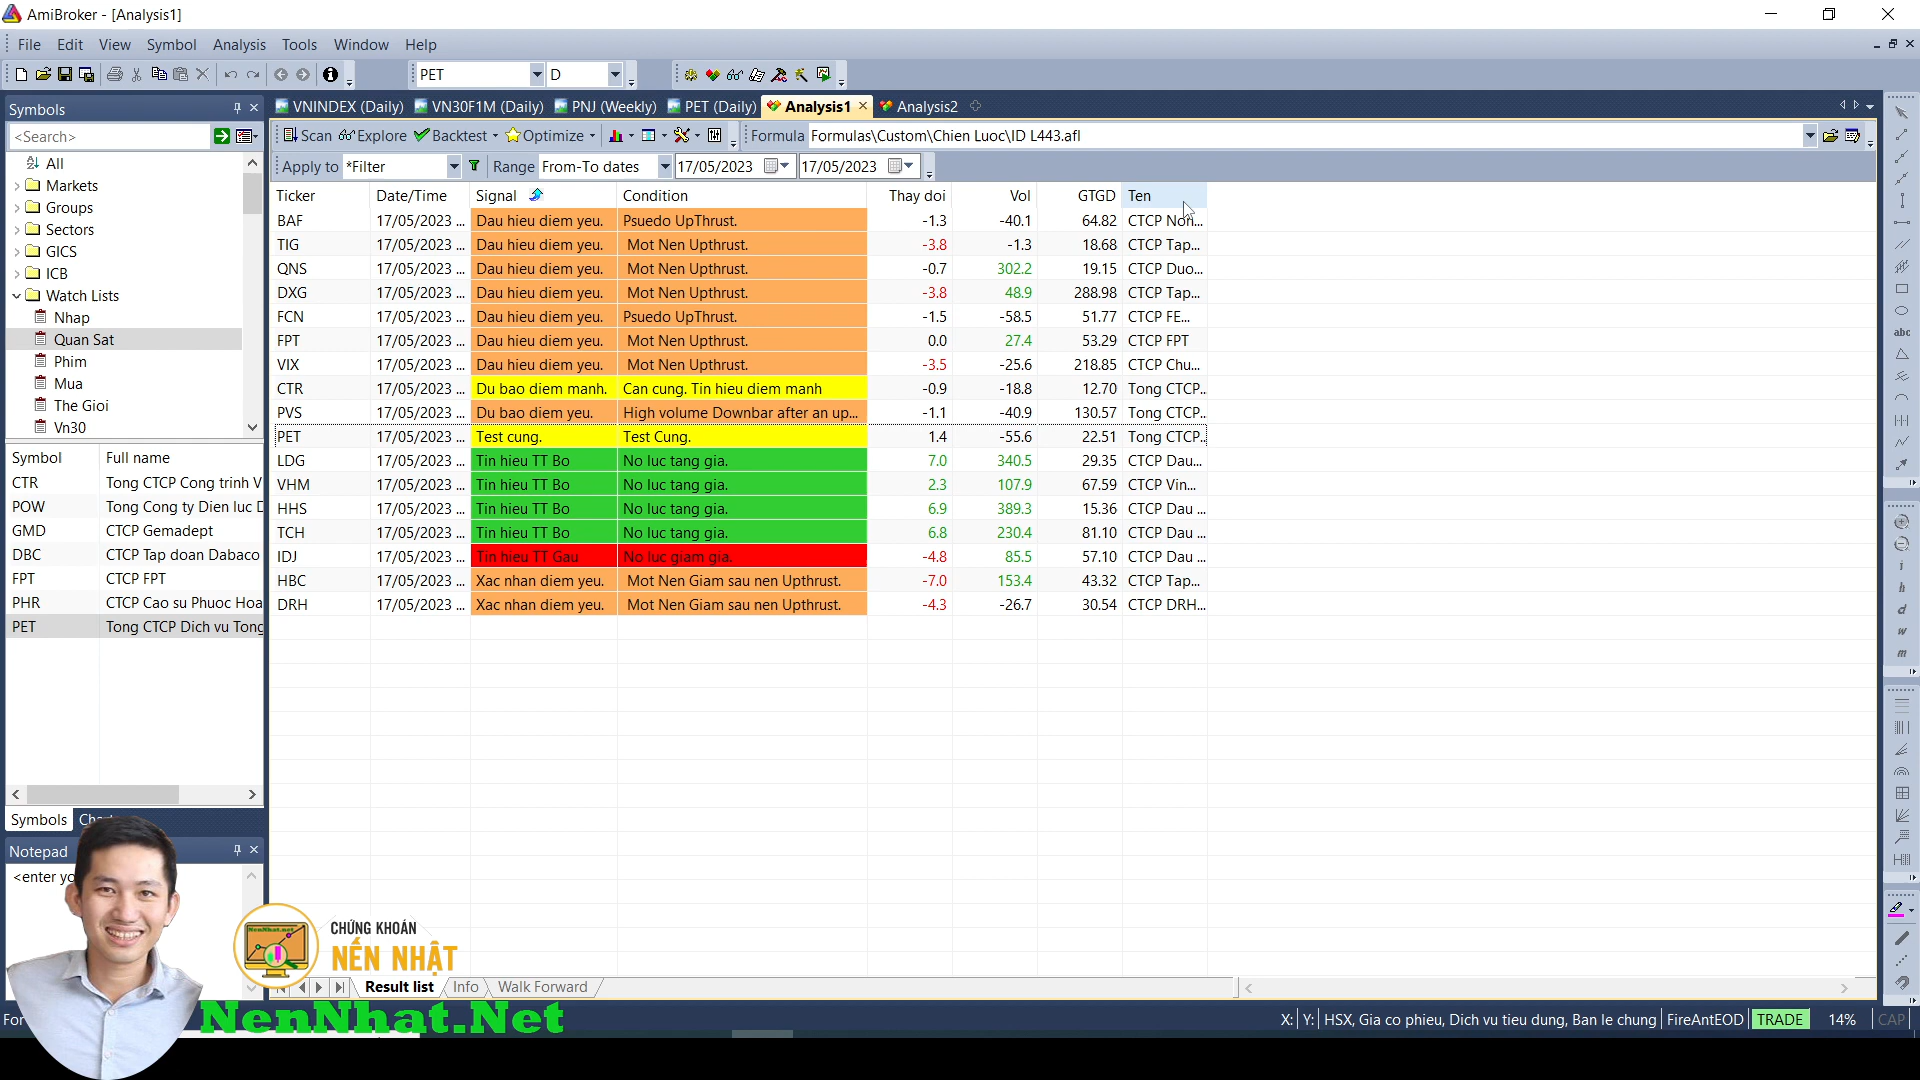 AmiBroker - [Analysis1]
File Edit View Symbol Analysis Tools Window Help
PET D
Symbols
VNINDEX (Daily) VN30F1M (Daily) PNJ (Weekly) PET (Daily) Analysis1 Analysis2
<Search>
Scan Explore Backtest Optimize Formula Formulas\Custom\Chien Luoc\ID L443.afl
Apply to *Filter Range From-To dates 17/05/2023 17/05/2023
All
Markets
Groups
Sectors
GICS
ICB
Watch Lists
Nhap
Quan Sat
Phim
Mua
The Gioi
Vn30
Symbol Full name
CTR Tong CTCP Cong trinh V
POW Tong Cong ty Dien luc
GMD CTCP Gemadept
DBC CTCP Tap doan Dabaco
FPT CTCP FPT
PHR CTCP Cao su Phuoc Hoa
PET Tong CTCP Dich vu Tong
Symbols
Notepad
<enter yo
Ticker Date/Time Signal Condition Thay doi Vol GTGD Ten
BAF 17/05/2023 ... Dau hieu diem yeu. Psuedo UpThrust. -1.3 -40.1 64.82 CTCP Non...
TIG 17/05/2023 ... Dau hieu diem yeu. Mot Nen Upthrust. -3.8 -1.3 18.68 CTCP Tap...
QNS 17/05/2023 ... Dau hieu diem yeu. Mot Nen Upthrust. -0.7 302.2 19.15 CTCP Duo...
DXG 17/05/2023 ... Dau hieu diem yeu. Mot Nen Upthrust. -3.8 48.9 288.98 CTCP Tap...
FCN 17/05/2023 ... Dau hieu diem yeu. Psuedo UpThrust. -1.5 -58.5 51.77 CTCP FE...
FPT 17/05/2023 ... Dau hieu diem yeu. Mot Nen Upthrust. 0.0 27.4 53.29 CTCP FPT
VIX 17/05/2023 ... Dau hieu diem yeu. Mot Nen Upthrust. -3.5 -25.6 218.85 CTCP Chu...
CTR 17/05/2023 ... Du bao diem manh. Can cung. Tin hieu diem manh -0.9 -18.8 12.70 Tong CTCP..
PVS 17/05/2023 ... Du bao diem yeu. High volume Downbar after an up... -1.1 -40.9 130.57 Tong CTCP..
PET 17/05/2023 ... Test cung. Test Cung. 1.4 -55.6 22.51 Tong CTCP..
LDG 17/05/2023 ... Tin hieu TT Bo No luc tang gia. 7.0 340.5 29.35 CTCP Dau...
VHM 17/05/2023 ... Tin hieu TT Bo No luc tang gia. 2.3 107.9 67.59 CTCP Vin...
HHS 17/05/2023 ... Tin hieu TT Bo No luc tang gia. 6.9 389.3 15.36 CTCP Dau ...
TCH 17/05/2023 ... Tin hieu TT Bo No luc tang gia. 6.8 230.4 81.10 CTCP Dau ...
IDJ 17/05/2023 ... Tin hieu TT Gau No luc giam gia. -4.8 85.5 57.10 CTCP Dau ...
HBC 17/05/2023 ... Xac nhan diem yeu. Mot Nen Giam sau nen Upthrust. -7.0 153.4 43.32 CTCP Tap...
DRH 17/05/2023 ... Xac nhan diem yeu. Mot Nen Giam sau nen Upthrust. -4.3 -26.7 30.54 CTCP DRH...
abc
i
h
d
w
m
NenNhat.net
CHỨNG KHOÁN
NẾN NHẬT
Result list Info Walk Forward
NenNhat.Net
For
X: Y: HSX, Gia co phieu, Dich vu tieu dung, Ban le chung FireAntEOD TRADE 14% CAP